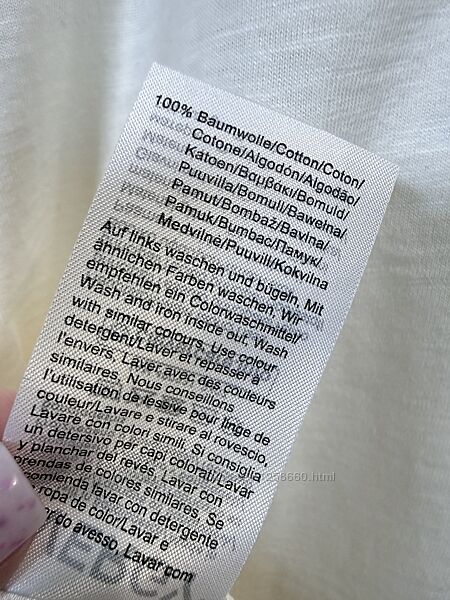 100% Baumwolle/Cotton/Coton/
Cotone/Algodón/Algodão/
Katoen/Βαμβάκι/Bomuld/
Puuvilla/Bomull/Bawełna/
Pamut/Bombaž/Bavlna/
Pamuk/Bumbac/Памук/
Medvilnė/Puuvill/Kokvilna
Auf links waschen und bügeln. Mit
ähnlichen Farben waschen. Wir
empfehlen ein Colorwaschmittel/
Wash and iron inside out. Wash
with similar colours. Use colour
detergent/Laver et repasser à
l'envers, Laver avec des couleurs
similaires. Nous conseillons
l'utilisation de lessive pour linge de
couleur/Lavare e stirare al rovescio,
Lavare con colori simili. Si consiglia
un detersivo per capi colorati/Lavar
y planchar del revés. Lavar con
prendas de colores similares. Se
comienda lavar con detergente
ropa de color/Lavar e
avesso, Lavar com
258660.html